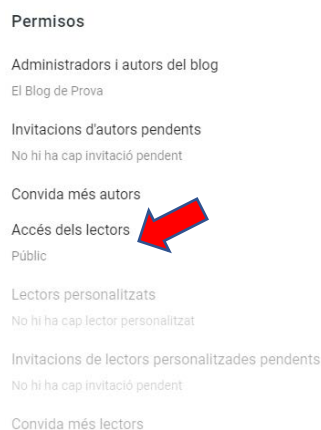 Permisos
Administradors i autors del blog
El Blog de Prova
Invitacions d'autors pendents
No hi ha cap invitació pendent
Convida més autors
Accés dels lectors
Públic
Lectors personalitzats
No hi ha cap lector personalitzat
Invitacions de lectors personalitzades pendents
No hi ha cap invitació pendent
Convida més lectors